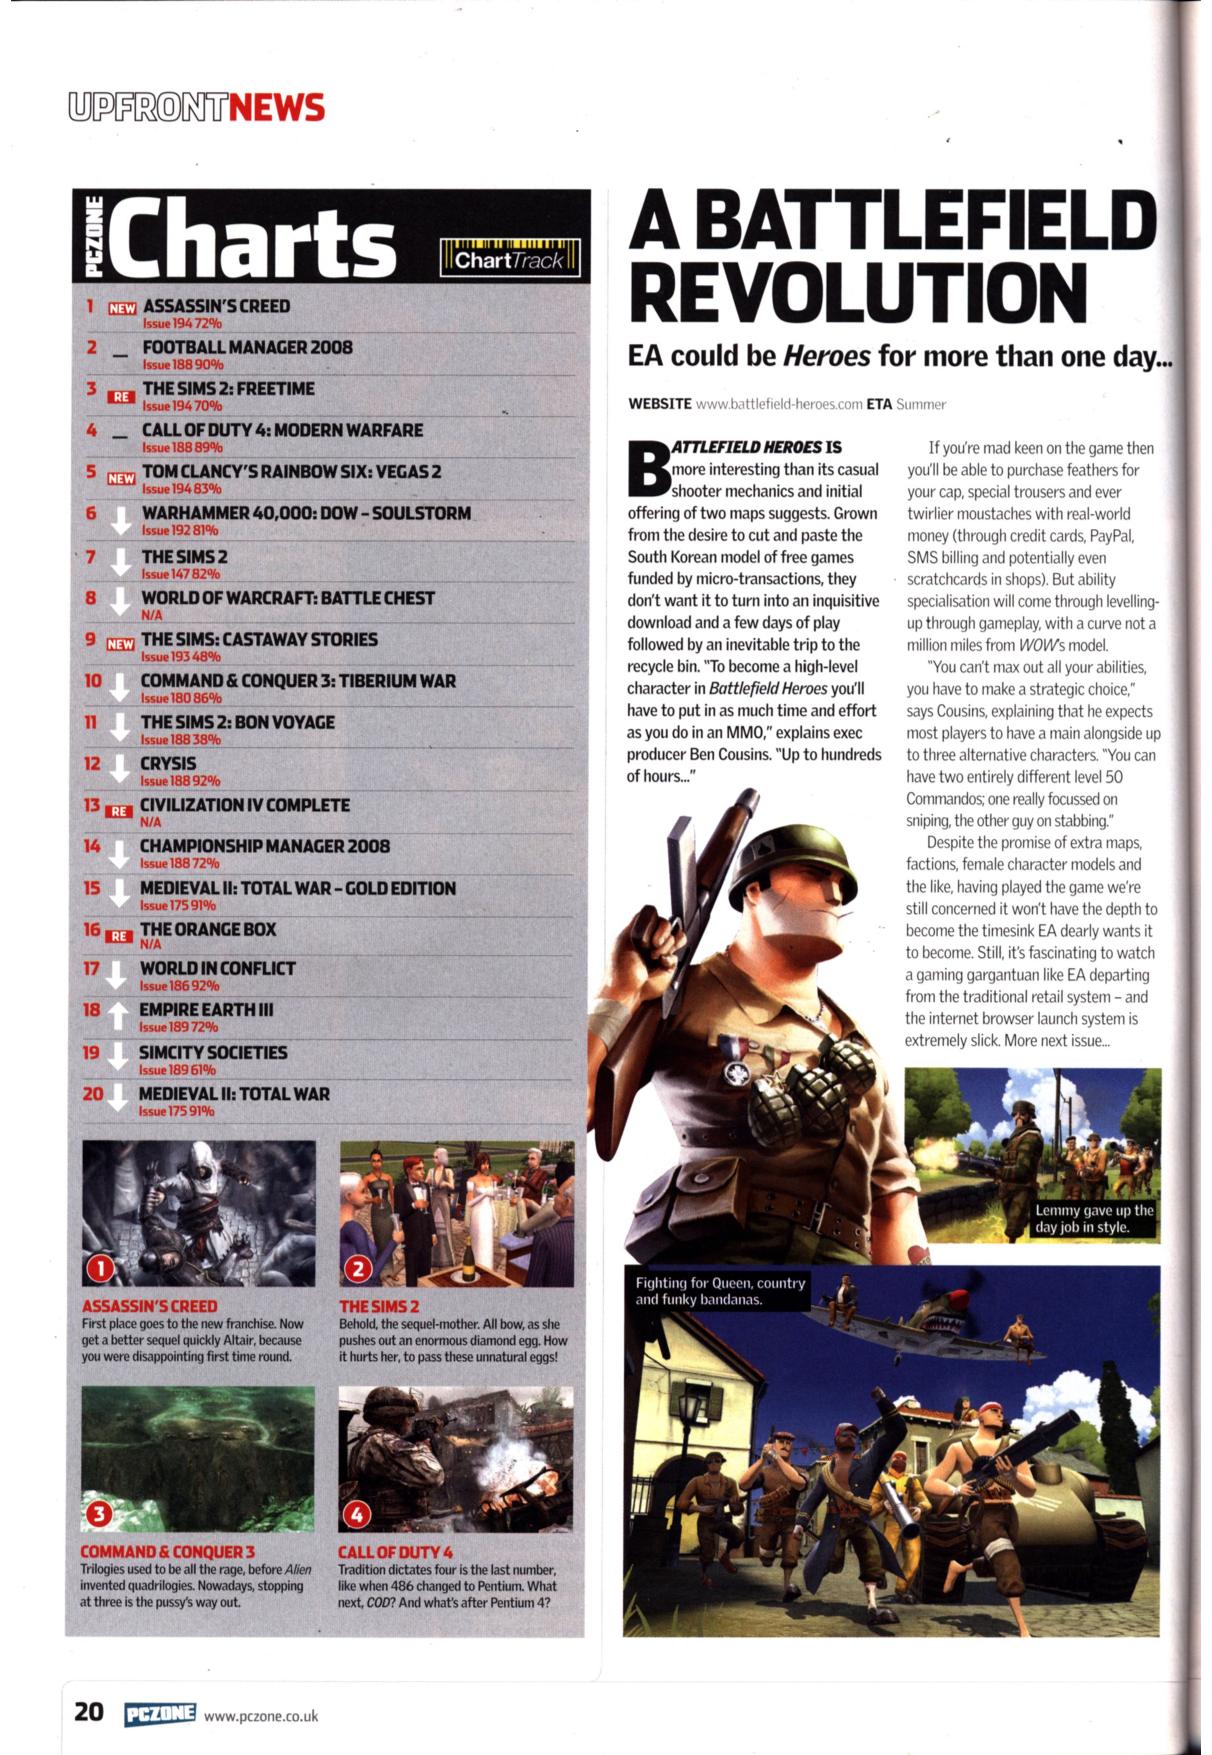 UPFRONTNEWS
PCZONE
Charts
ChartTrack
1 NEW ASSASSIN'S CREED
Issue 194 72%
2 _ FOOTBALL MANAGER 2008
Issue 188 90%
3 RE THE SIMS 2: FREETIME
Issue 194 70%
4 _ CALL OF DUTY 4: MODERN WARFARE
Issue 188 89%
5 NEW TOM CLANCY'S RAINBOW SIX: VEGAS 2
Issue 194 83%
6 WARHAMMER 40,000: DOW – SOULSTORM
Issue 192 81%
7 THE SIMS 2
Issue 147 82%
8 WORLD OF WARCRAFT: BATTLE CHEST
N/A
9 NEW THE SIMS: CASTAWAY STORIES
Issue 193 48%
10 COMMAND & CONQUER 3: TIBERIUM WAR
Issue 180 86%
11 THE SIMS 2: BON VOYAGE
Issue 188 38%
12 CRYSIS
Issue 188 92%
13 RE CIVILIZATION IV COMPLETE
N/A
14 CHAMPIONSHIP MANAGER 2008
Issue 188 72%
15 MEDIEVAL II: TOTAL WAR – GOLD EDITION
Issue 175 91%
16 RE THE ORANGE BOX
N/A
17 WORLD IN CONFLICT
Issue 186 92%
18 EMPIRE EARTH III
Issue 189 72%
19 SIMCITY SOCIETIES
Issue 189 61%
20 MEDIEVAL II: TOTAL WAR
Issue 175 91%
1
ASSASSIN'S CREED
First place goes to the new franchise. Now
get a better sequel quickly Altair, because
you were disappointing first time round.
2
THE SIMS 2
Behold, the sequel-mother. All bow, as she
pushes out an enormous diamond egg. How
it hurts her, to pass these unnatural eggs!
3
COMMAND & CONQUER 3
Trilogies used to be all the rage, before Alien
invented quadrilogies. Nowadays, stopping
at three is the pussy's way out.
4
CALL OF DUTY 4
Tradition dictates four is the last number,
like when 486 changed to Pentium. What
next, COD? And what's after Pentium 4?
A BATTLEFIELD
REVOLUTION
EA could be Heroes for more than one day...
WEBSITE www.battlefield-heroes.com ETA Summer
BATTLEFIELD HEROES IS
more interesting than its casual
shooter mechanics and initial
offering of two maps suggests. Grown
from the desire to cut and paste the
South Korean model of free games
funded by micro-transactions, they
don't want it to turn into an inquisitive
download and a few days of play
followed by an inevitable trip to the
recycle bin. "To become a high-level
character in Battlefield Heroes you'll
have to put in as much time and effort
as you do in an MMO," explains exec
producer Ben Cousins. "Up to hundreds
of hours..."
If you're mad keen on the game then
you'll be able to purchase feathers for
your cap, special trousers and ever
twirlier moustaches with real-world
money (through credit cards, PayPal,
SMS billing and potentially even
scratchcards in shops). But ability
specialisation will come through levelling-
up through gameplay, with a curve not a
million miles from WOW's model.
"You can't max out all your abilities,
you have to make a strategic choice,"
says Cousins, explaining that he expects
most players to have a main alongside up
to three alternative characters. "You can
have two entirely different level 50
Commandos; one really focussed on
sniping, the other guy on stabbing."
Despite the promise of extra maps,
factions, female character models and
the like, having played the game we're
still concerned it won't have the depth to
become the timesink EA dearly wants it
to become. Still, it's fascinating to watch
a gaming gargantuan like EA departing
from the traditional retail system – and
the internet browser launch system is
extremely slick. More next issue...
Lemmy gave up the
day job in style.
Fighting for Queen, country
and funky bandanas.
20 PCZONE www.pczone.co.uk